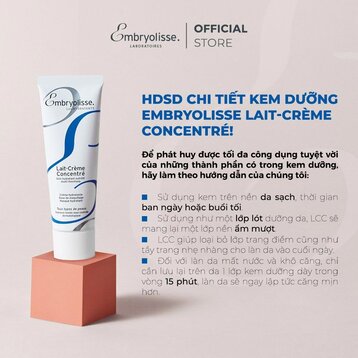 Embryolisse.
LABORATOIRES
OFFICIAL
STORE
HDSD CHI TIẾT KEM DƯỠNG
EMBRYOLISSE LAIT-CRÈME
CONCENTRÉ!
Để phát huy được tối đa công dụng tuyệt vời
của những thành phần có trong kem dưỡng,
hãy làm theo hướng dẫn của chúng tôi:
Sử dụng kem trên nền da sạch, thời gian
ban ngày hoặc buổi tối
Sử dụng như một lớp lót dưỡng da, LCC sẽ
mang lại một lớp nền ẩm mượt
LCC giúp loại bỏ lớp trang điểm cũng như
tẩy trang nhẹ nhàng cho làn da vào cuối ngày.
Đối với làn da mất nước và khô căng, chỉ
cần lưu lại trên da 1 lớp kem dưỡng dày trong
vòng 15 phút, làn da sẽ ngay lập tức căng mịn
hơn.
Embryolisse.
LABORATOIRES
Lait-Crème
Concentré